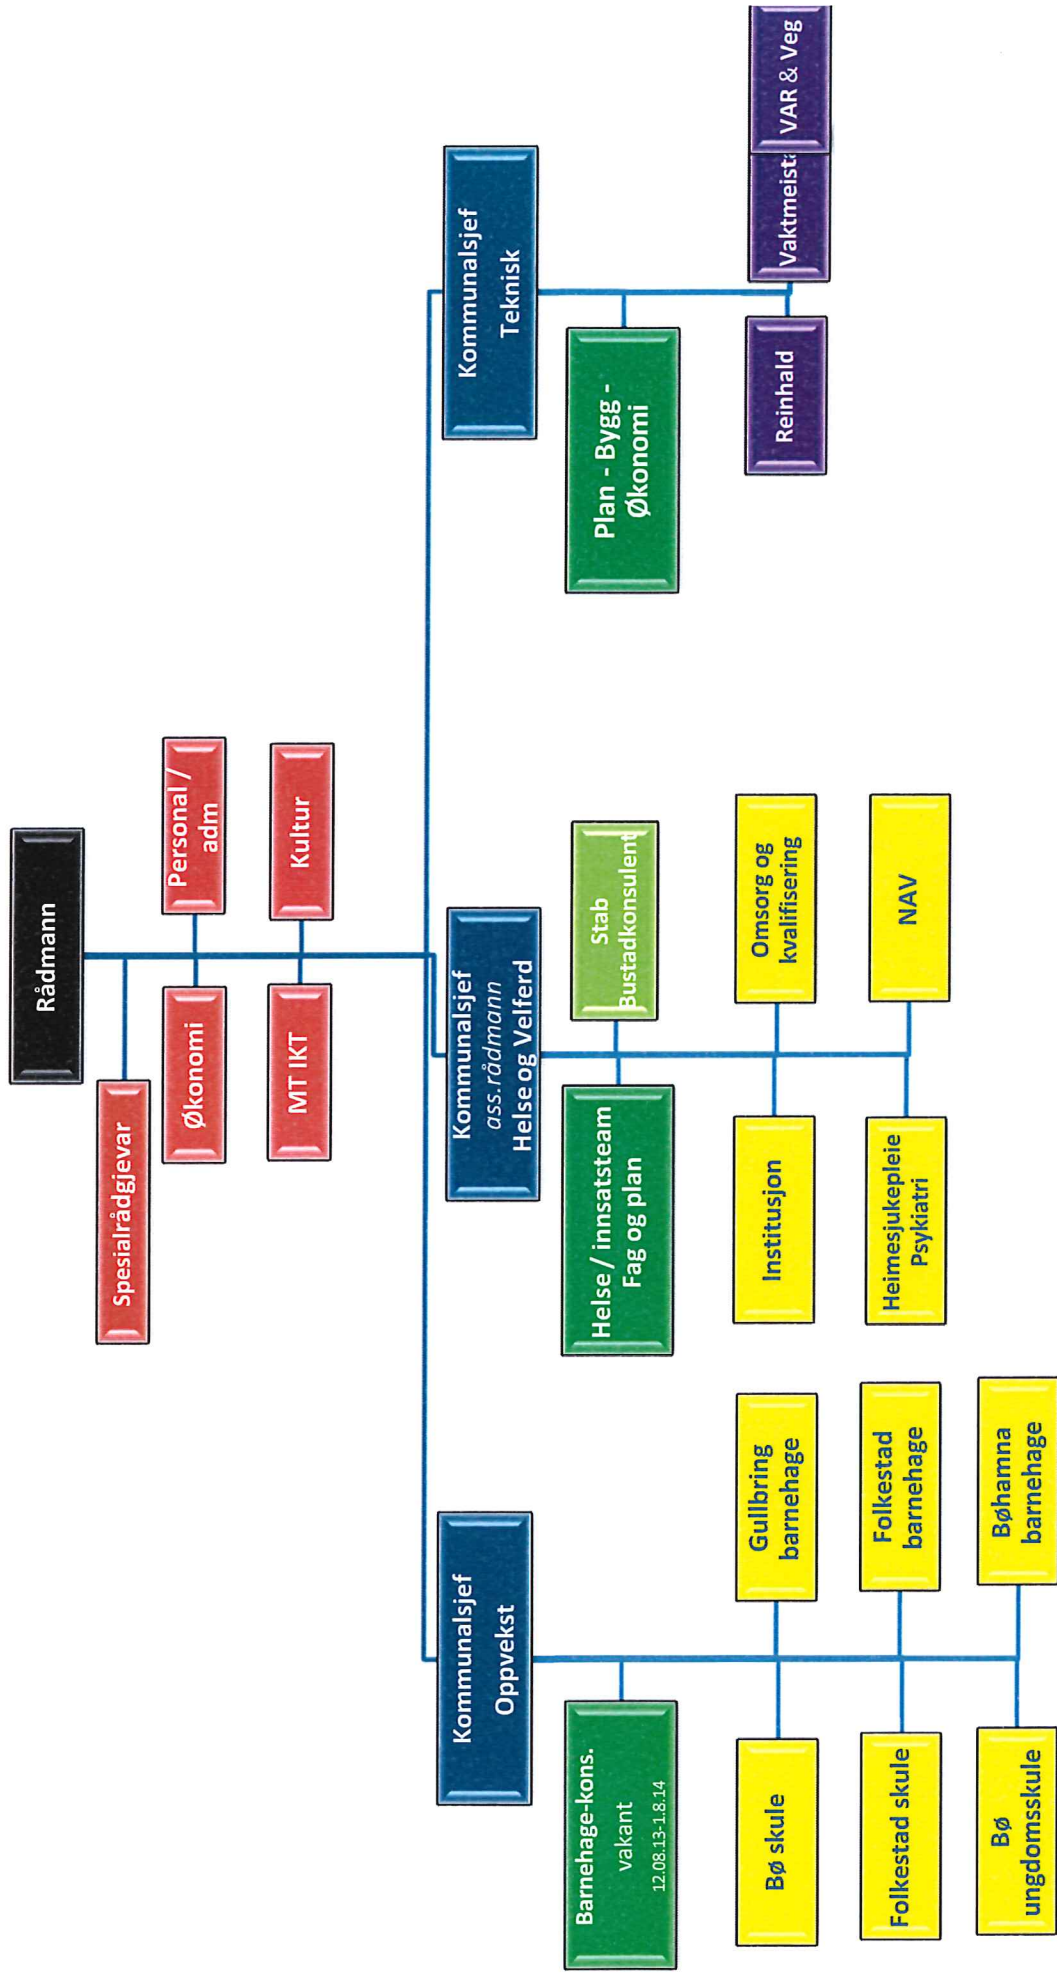 Rådmann
Spesialrådgjevar
Økonomi
Personal /
adm
MT IKT
Kultur
Kommunalsjef
Oppvekst
Kommunalsjef
ass.rådmann
Helse og Velferd
Kommunalsjef
Teknisk
Barnehage-kons.
vakant
12.08.13-1.8.14
Helse / innsatsteam
Fag og plan
Stab
Bustadkonsulent
Plan - Bygg -
Økonomi
Bø skule
Gullbring
barnehage
Folkestad skule
Folkestad
barnehage
Bø
ungdomsskule
Bøhamna
barnehage
Institusjon
Omsorg og
kvalifisering
Heimesjukepleie
Psykiatri
NAV
Reinhald
Vaktmeista
VAR & Veg